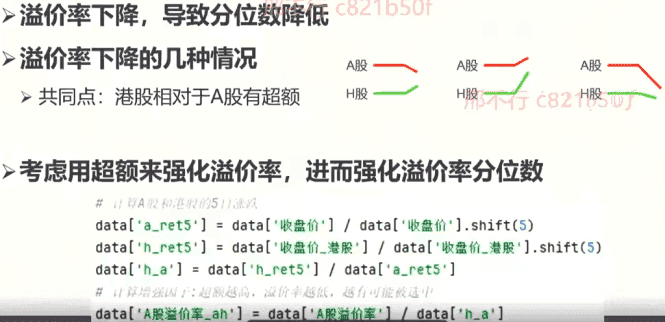 ➢溢价率下降，导致分位数降低
➢溢价率下降的几种情况
➢共同点：港股相对于A股有超额
A股
H股
A股
H股
A股
H股
邢不行 c821b50f
➢考虑用超额来强化溢价率，进而强化溢价率分位数
# 计算A股和港股的5日涨跌
data['a_ret5'] = data['收盘价'] / data['收盘价'].shift(5)
data['h_ret5'] = data['收盘价_港股'] / data['收盘价_港股'].shift(5)
data['h_a'] = data['h_ret5'] / data['a_ret5']
# 计算增强因子:超额越高，溢价率越低，越有可能被选中
data['A股溢价率_ah'] = data['A股溢价率'] / data['h_a']